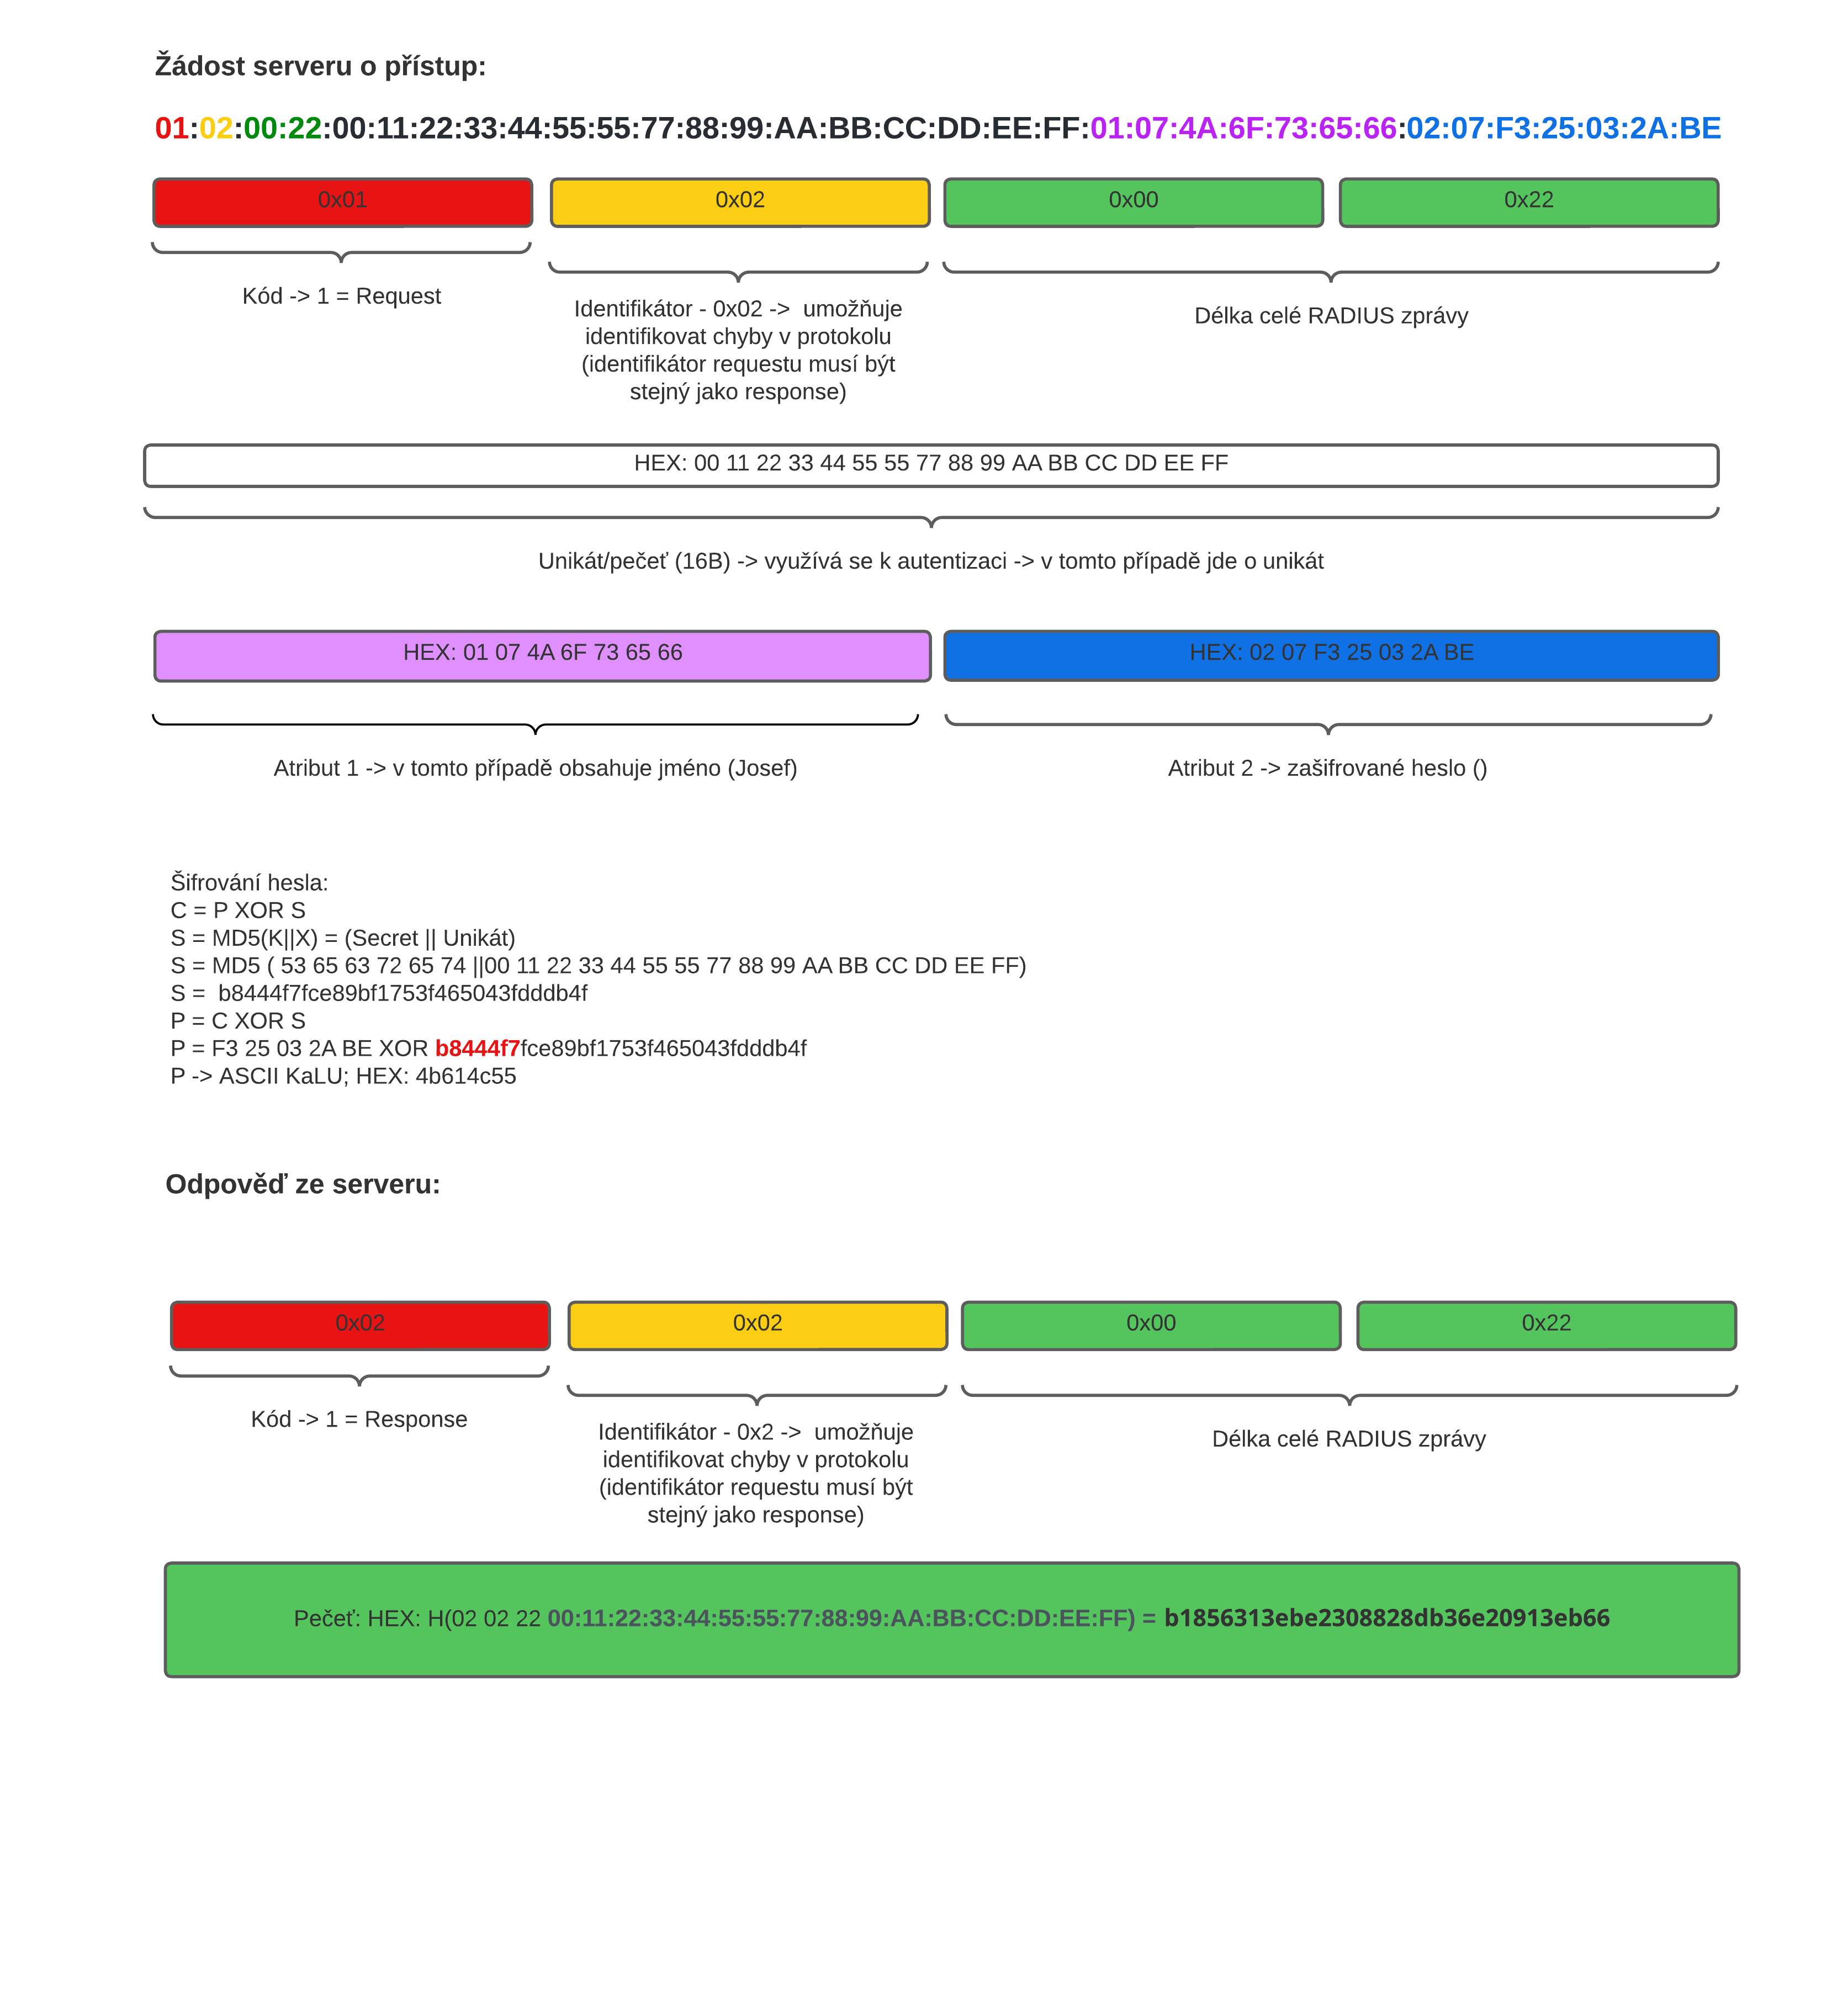 Žádost serveru o přístup:
01:02:00:22:00:11:22:33:44:55:55:77:88:99:AA:BB:CC:DD:EE:FF:01:07:4A:6F:73:65:66:02:07:F3:25:03:2A:BE
0x01
0x02
0x00
0x22
Kód -> 1 = Request
Identifikátor - 0x02 ->  umožňuje
identifikovat chyby v protokolu
(identifikátor requestu musí být
stejný jako response)
Délka celé RADIUS zprávy
HEX: 00 11 22 33 44 55 55 77 88 99 AA BB CC DD EE FF
Unikát/pečeť (16B) -> využívá se k autentizaci -> v tomto případě jde o unikát
HEX: 01 07 4A 6F 73 65 66
HEX: 02 07 F3 25 03 2A BE
Atribut 1 -> v tomto případě obsahuje jméno (Josef)
Atribut 2 -> zašifrované heslo ()
Šifrování hesla:
C = P XOR S
S = MD5(K||X) = (Secret || Unikát)
S = MD5 ( 53 65 63 72 65 74 ||00 11 22 33 44 55 55 77 88 99 AA BB CC DD EE FF)
S =  b8444f7fce89bf1753f465043fdddb4f
P = C XOR S
P = F3 25 03 2A BE XOR b8444f7fce89bf1753f465043fdddb4f
P -> ASCII KaLU; HEX: 4b614c55
Odpověď ze serveru:
0x02
0x02
0x00
0x22
Kód -> 1 = Response
Identifikátor - 0x2 ->  umožňuje
identifikovat chyby v protokolu
(identifikátor requestu musí být
stejný jako response)
Délka celé RADIUS zprávy
Pečeť: HEX: H(02 02 22 00:11:22:33:44:55:55:77:88:99:AA:BB:CC:DD:EE:FF) = b1856313ebe2308828db36e20913eb66